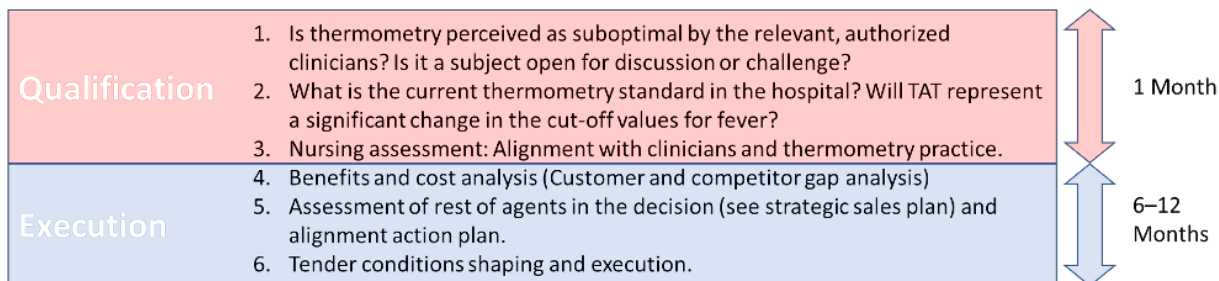 Qualification
1. Is thermometry perceived as suboptimal by the relevant, authorized
clinicians? Is it a subject open for discussion or challenge?
2. What is the current thermometry standard in the hospital? Will TAT represent
a significant change in the cut-off values for fever?
3. Nursing assessment: Alignment with clinicians and thermometry practice.
1 Month
Execution
4. Benefits and cost analysis (Customer and competitor gap analysis)
5. Assessment of rest of agents in the decision (see strategic sales plan) and
alignment action plan.
6. Tender conditions shaping and execution.
6–12
Months